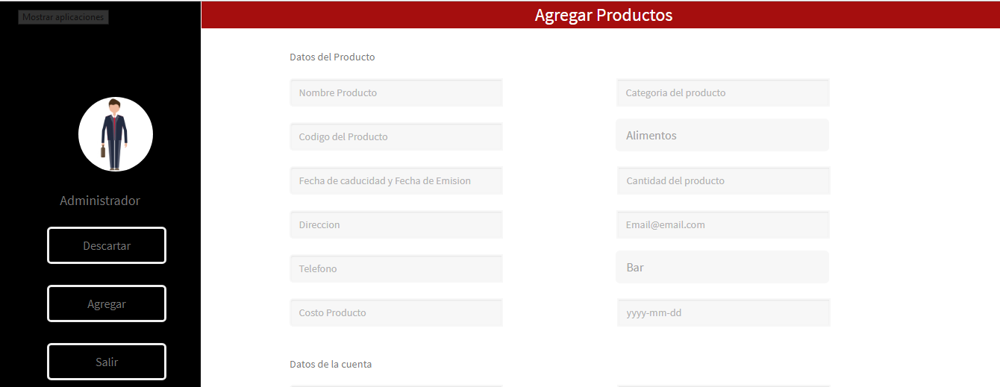 Mostrar aplicaciones
Administrador
Descartar
Agregar
Salir
Agregar Productos
Datos del Producto
Nombre Producto
Categoria del producto
Codigo del Producto
Alimentos
Fecha de caducidad y Fecha de Emision
Cantidad del producto
Direccion
Email@email.com
Telefono
Bar
Costo Producto
yyyy-mm-dd
Datos de la cuenta